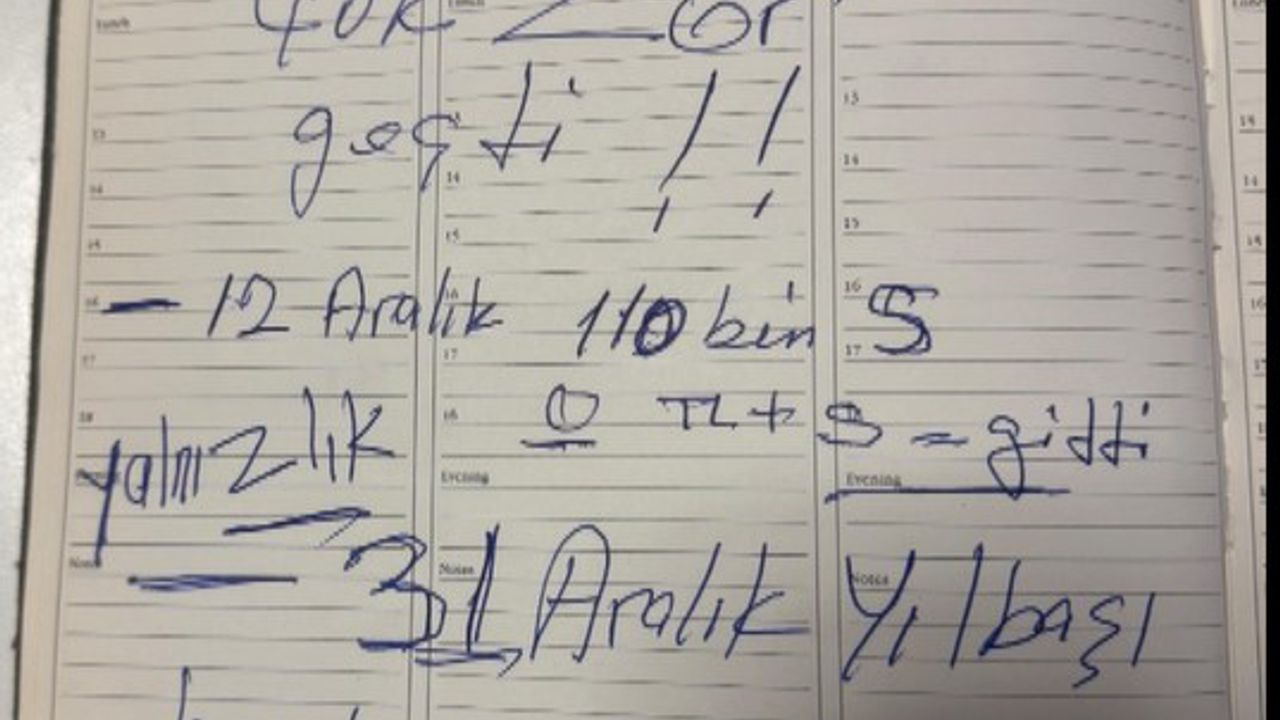 çok zor
geçti !!
- 12 Aralık 110 bin $
0 TL + $ = gitti
yalnızlık
31 Aralık Yılbaşı